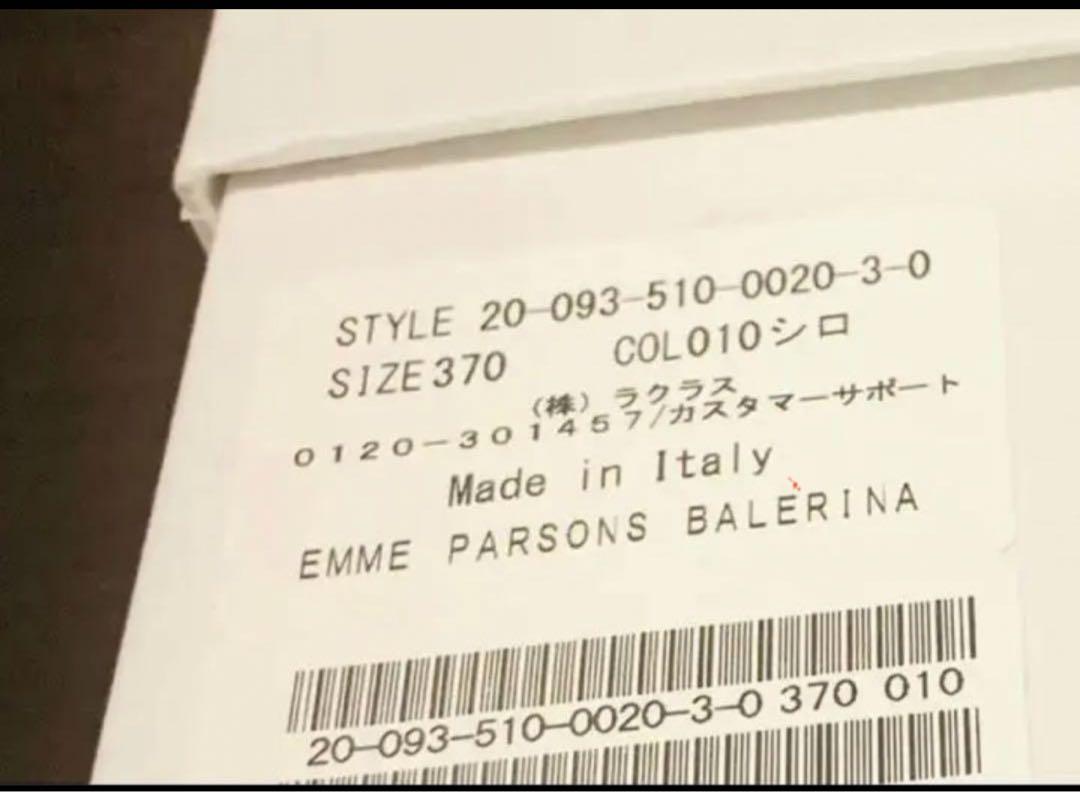 STYLE 20-093-510-0020-3-0
SIZE370 COL010シロ
(株) ラクラス
0120-301457/カスタマーサポート
Made in Italy
EMME PARSONS BALERINA
20-093-510-0020-3-0 370 010